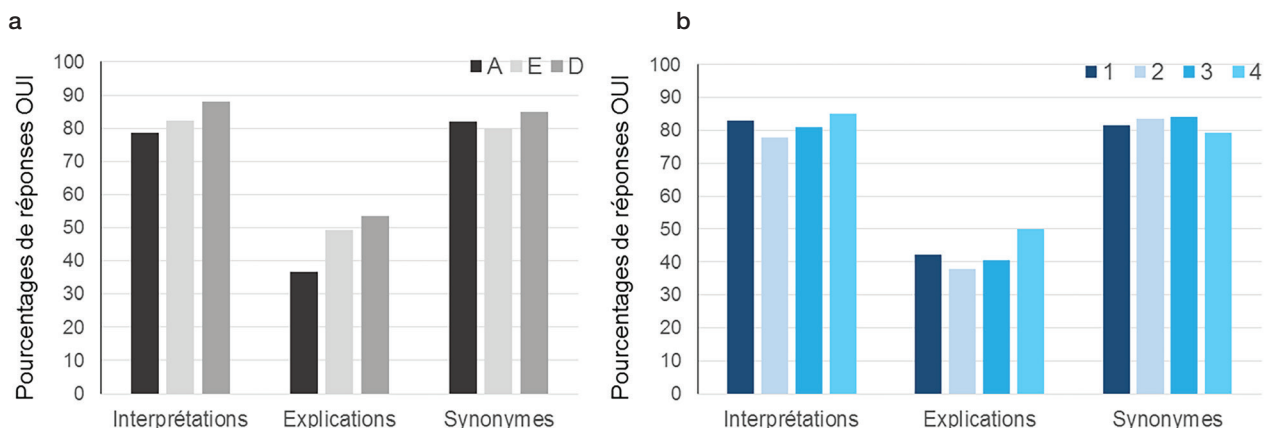 a
Pourcentages de réponses OUI
A E D
100
90
80
70
60
50
40
30
20
10
0
Interprétations Explications Synonymes
b
Pourcentages de réponses OUI
1 2 3 4
100
90
80
70
60
50
40
30
20
10
0
Interprétations Explications Synonymes